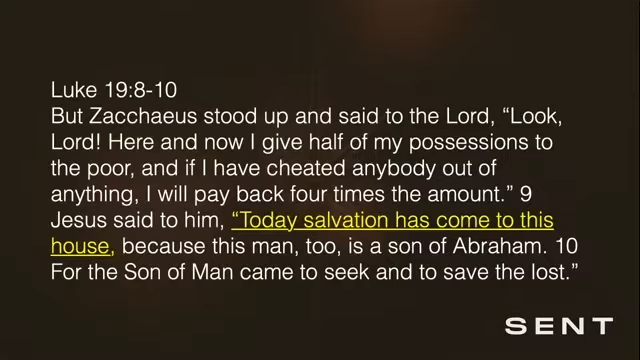 Luke 19:8-10
But Zacchaeus stood up and said to the Lord, “Look,
Lord! Here and now I give half of my possessions to
the poor, and if I have cheated anybody out of
anything, I will pay back four times the amount.” 9
Jesus said to him, “Today salvation has come to this
house, because this man, too, is a son of Abraham. 10
For the Son of Man came to seek and to save the lost.”
SENT